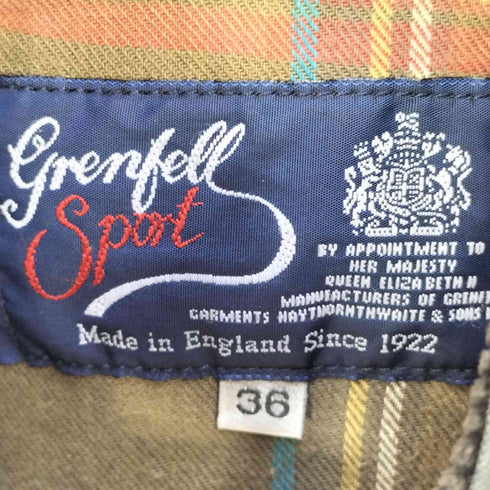 Grenfell
Sport
BY APPOINTMENT TO
HER MAJESTY
QUEEN ELIZABETH II
MANUFACTURERS OF
GARMENTS HAYTHORNTHWAITE & SONS
Made in England Since 1922
36